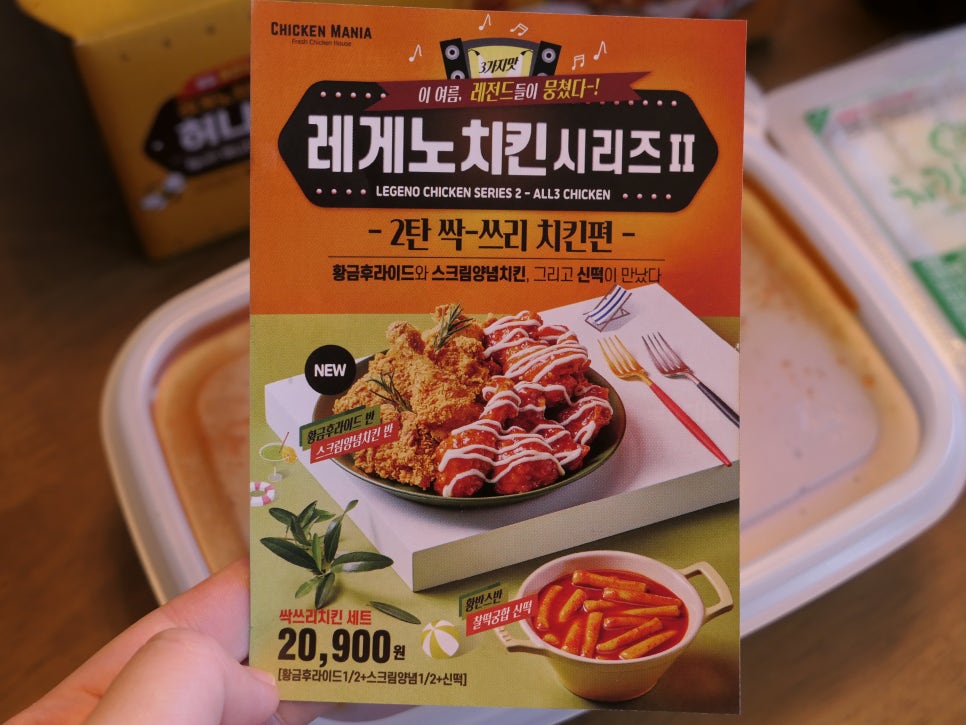 CHICKEN MANIA
Fresh Chicken House
3가지맛
이 여름, 레전드들이 뭉쳤다-!
레게노 치킨 시리즈 II
LEGENO CHICKEN SERIES 2 - ALL3 CHICKEN
- 2탄 싹-쓰리 치킨편 -
황금후라이드와 스크림양념치킨, 그리고 신떡이 만났다
NEW
황금후라이드 반
스크림양념치킨 반
황반스반
찰떡궁합 신떡
싹쓰리치킨 세트
20,900원
[황금후라이드1/2+스크림양념1/2+신떡]